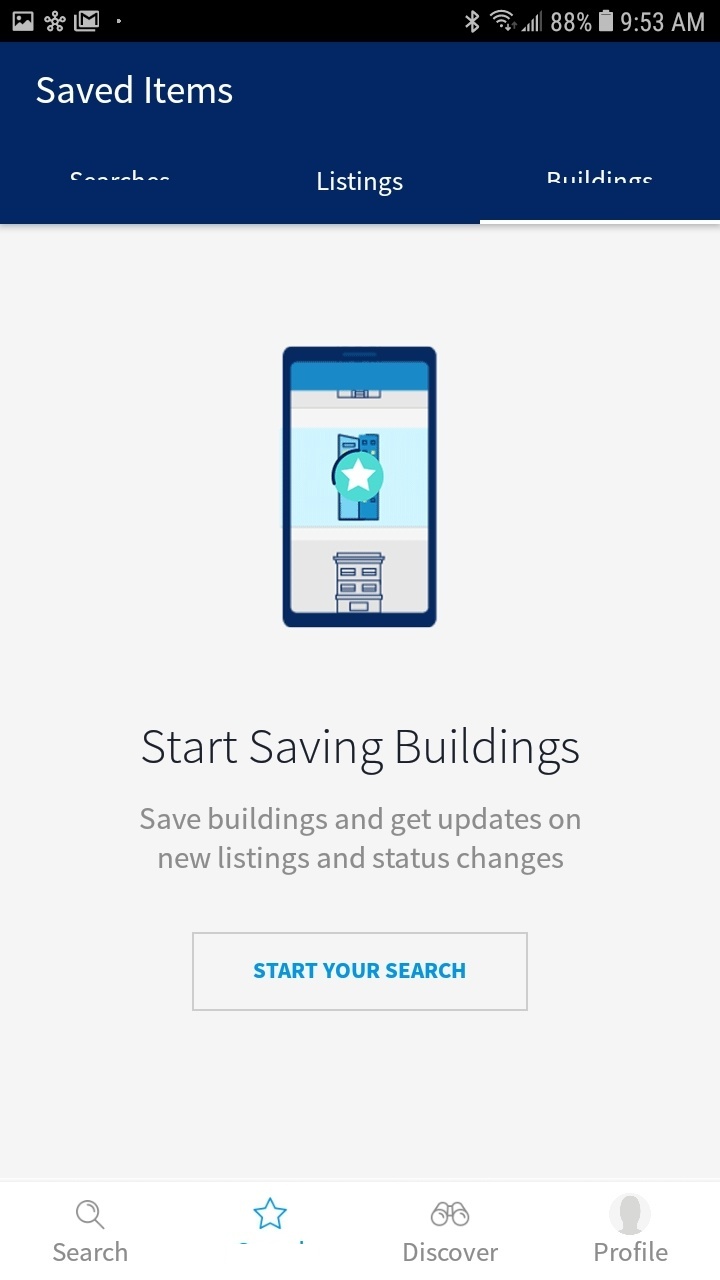 88% 9:53 AM
Saved Items
Searches Listings Buildings
Start Saving Buildings
Save buildings and get updates on
new listings and status changes
START YOUR SEARCH
Search Discover Profile